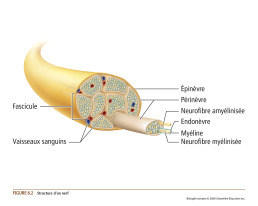 Épinèvre
Périnèvre
Neurofibre amyélinisée
Fascicule
Endonèvre
Myéline
Vaisseaux sanguins
Neurofibre myélinisée
FIGURE 6.2 Structure d'un nerf